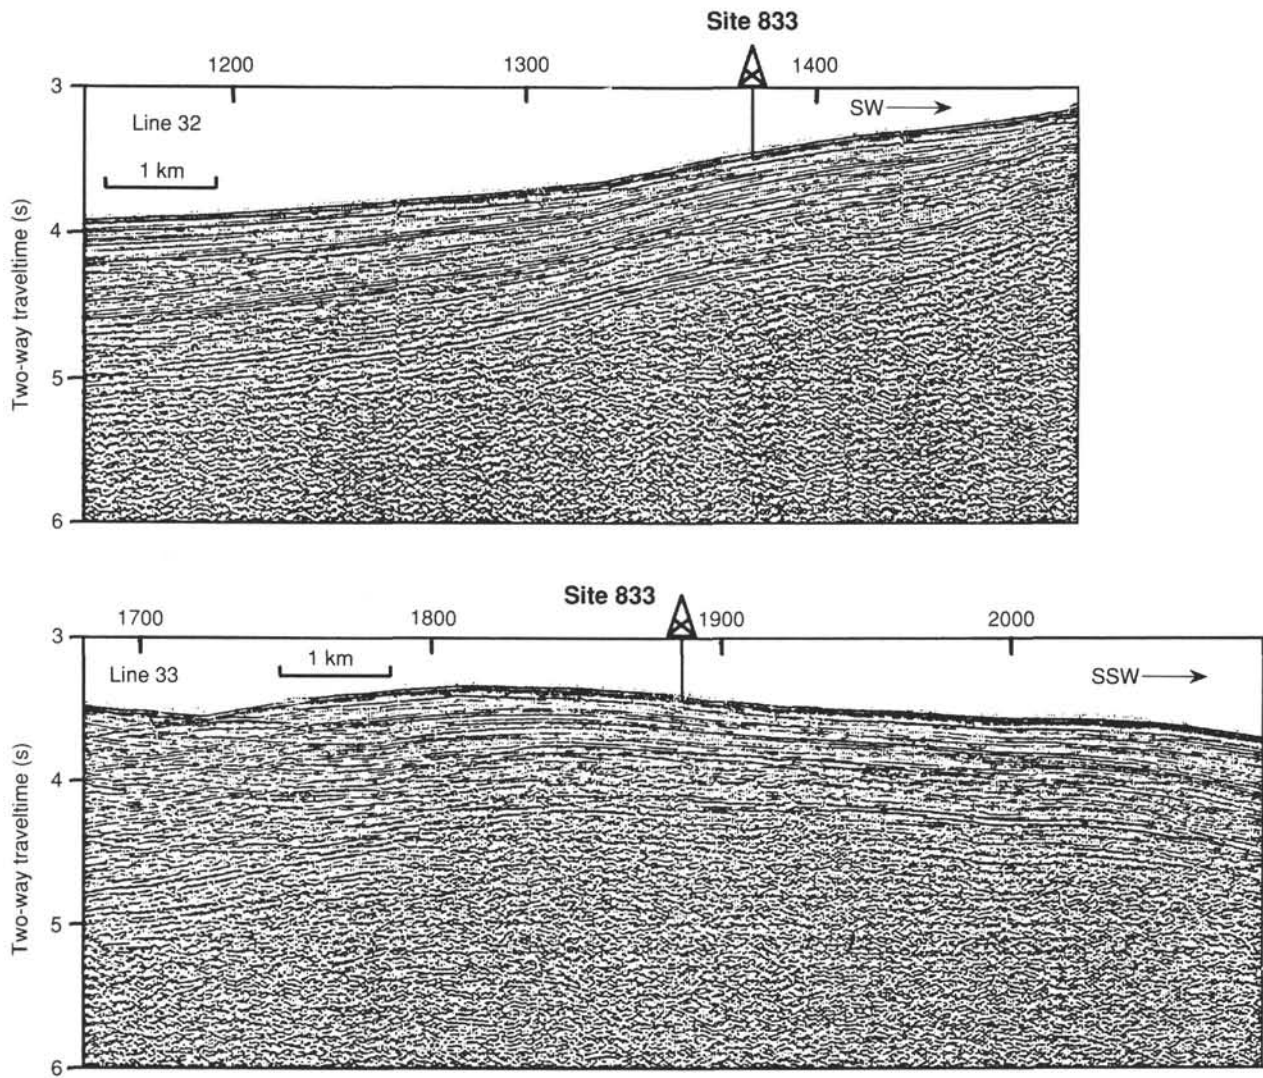 Site 833
1200 1300 1400
3
Line 32
SW
1 km
4
5
6
Two-way traveltime (s)
Site 833
1700 1800 1900 2000
3
Line 33
1 km
SSW
4
5
6
Two-way traveltime (s)